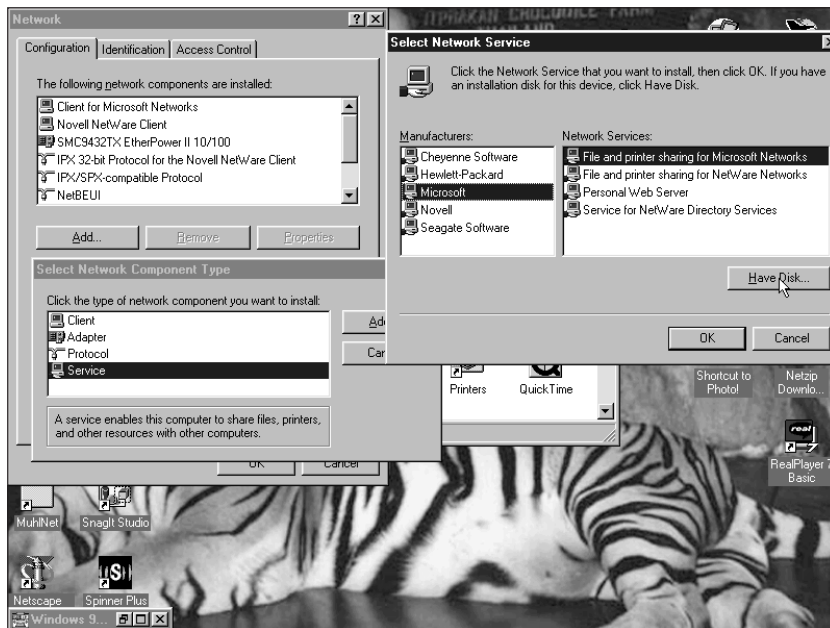 Network
Configuration
Identification
Access Control
The following network components are installed:
Client for Microsoft Networks
Novell NetWare Client
SMC9432TX EtherPower II 10/100
IPX 32-bit Protocol for the Novell NetWare Client
IPX/SPX-compatible Protocol
NetBEUI
Add...
Remove
Properties
Select Network Component Type
Click the type of network component you want to install:
Client
Adapter
Protocol
Service
A service enables this computer to share files, printers,
and other resources with other computers.
OK
Cancel
CROCODILE FARM
THAILAND
Select Network Service
Click the Network Service that you want to install, then click OK. If you have
an installation disk for this device, click Have Disk.
Manufacturers:
Cheyenne Software
Hewlett-Packard
Microsoft
Novell
Seagate Software
Network Services:
File and printer sharing for Microsoft Networks
File and printer sharing for NetWare Networks
Personal Web Server
Service for NetWare Directory Services
Have Disk...
OK
Cancel
Printers
QuickTime
Shortcut to
Photo!
Netzip
Downlo...
real
RealPlayer 7
Basic
MuhlNet
SnagIt Studio
Netscape
Spinner Plus
Windows 9...